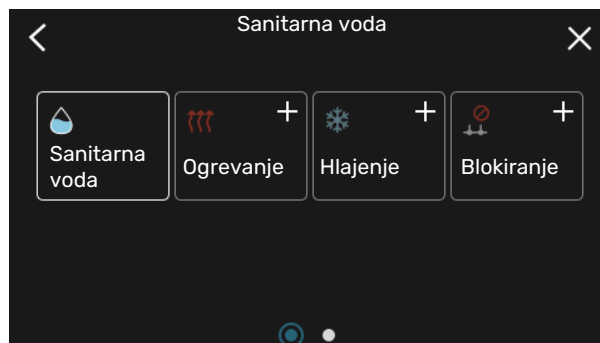 Sanitarna voda
Sanitarna
voda
Ogrevanje
Hlajenje
Blokiranje